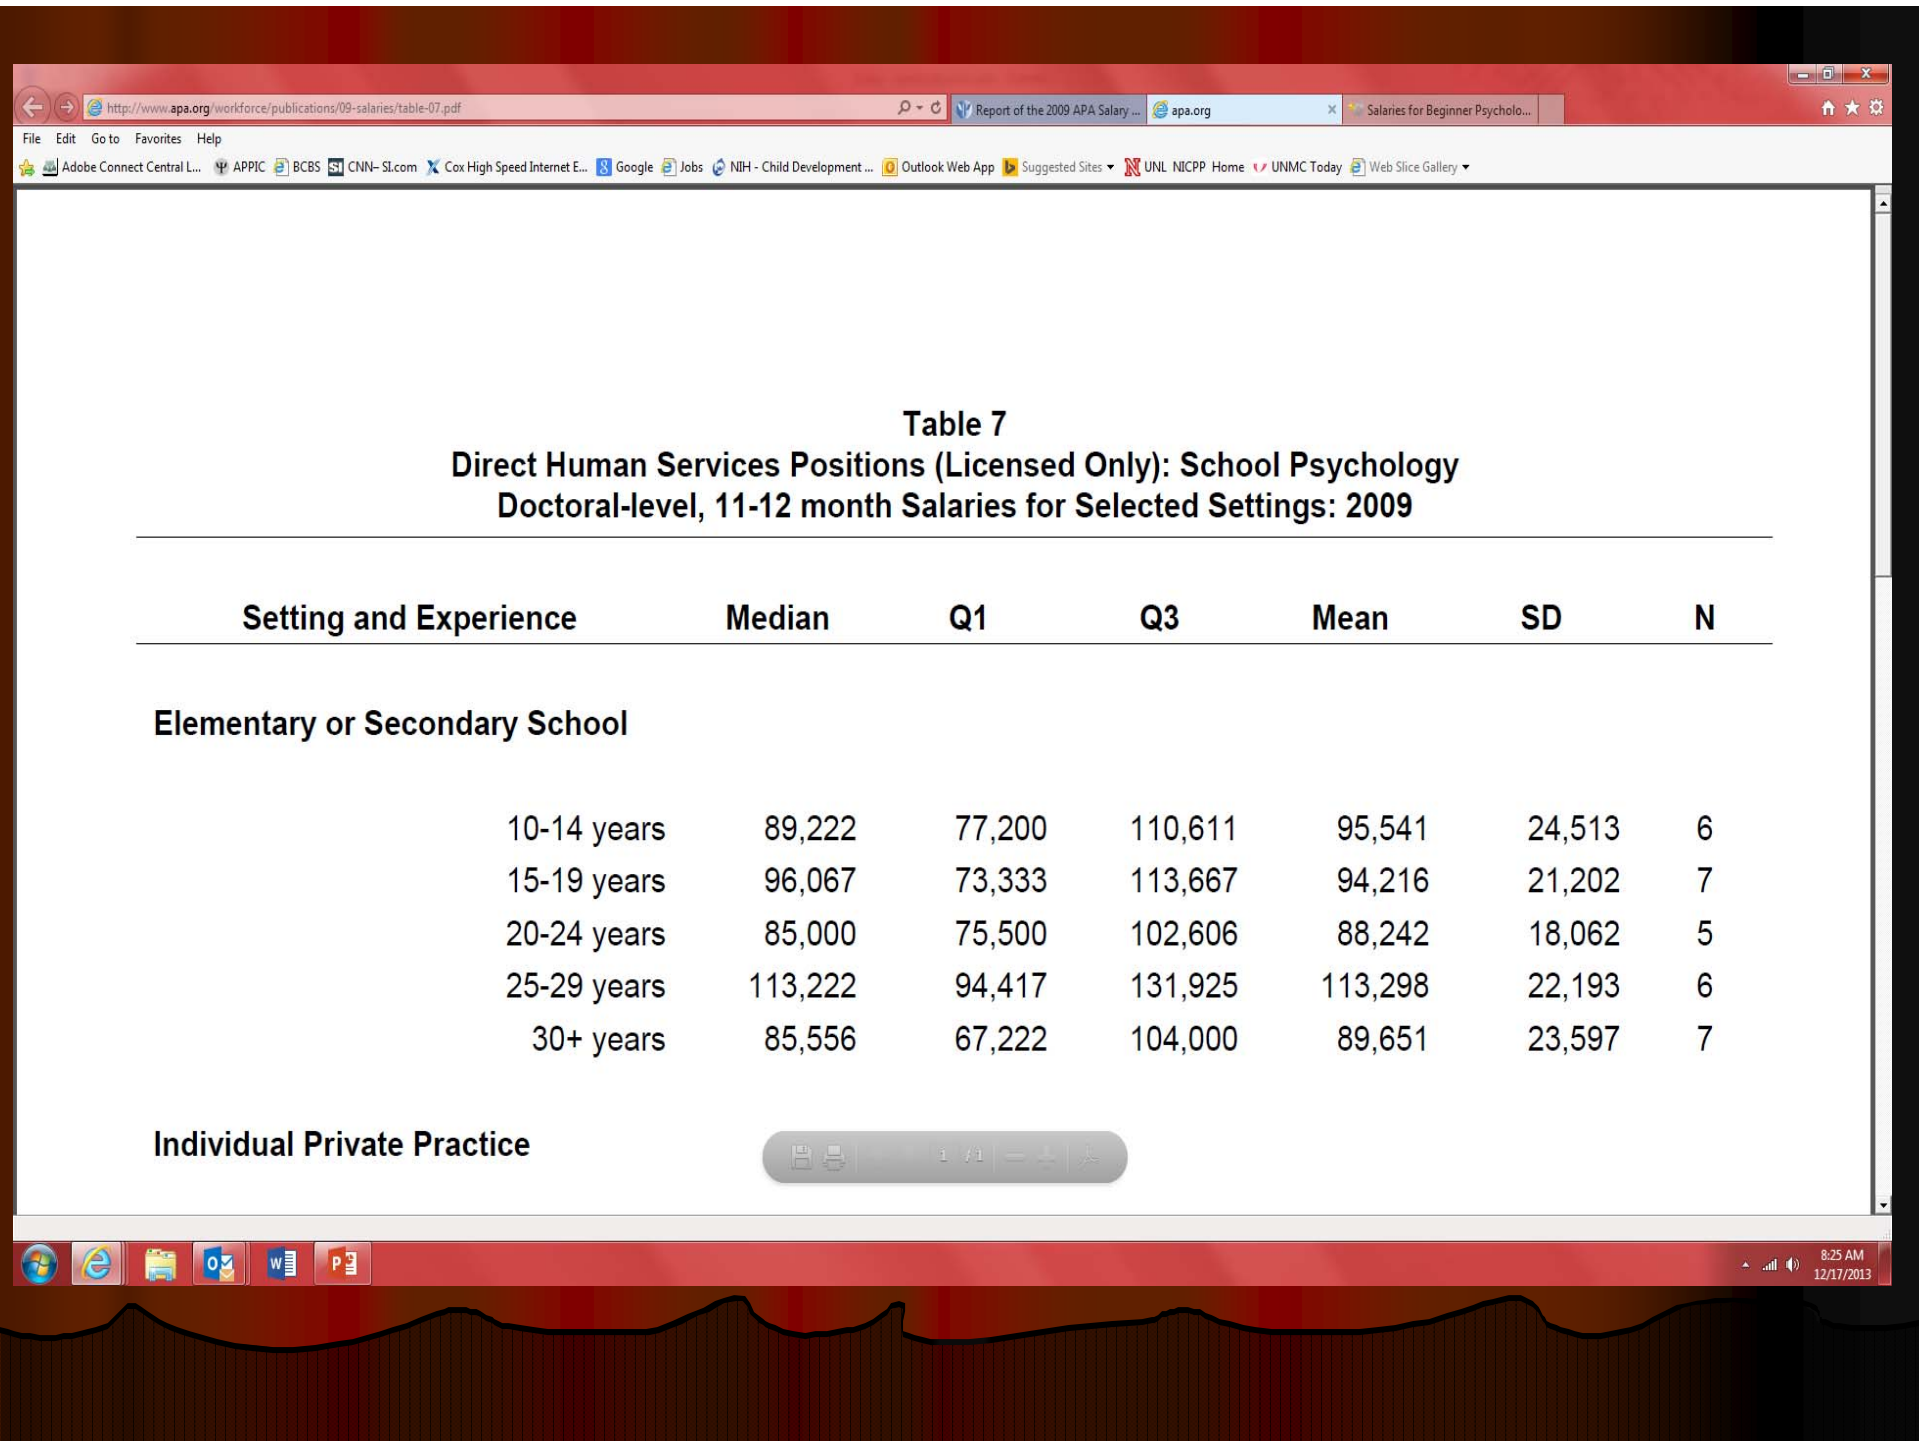 http://www.apa.org/workforce/publications/09-salaries/table-07.pdf
Report of the 2009 APA Salary ...
apa.org
Salaries for Beginner Psycholo...
File Edit Go to Favorites Help
Adobe Connect Central L... APPIC BCBS SI CNN– SI.com Cox High Speed Internet E... 8 Google Jobs NIH - Child Development ... Outlook Web App b Suggested Sites N UNL NICPP Home UNMC Today Web Slice Gallery
Table 7
Direct Human Services Positions (Licensed Only): School Psychology
Doctoral-level, 11-12 month Salaries for Selected Settings: 2009
Setting and Experience Median Q1 Q3 Mean SD N
Elementary or Secondary School
10-14 years 89,222 77,200 110,611 95,541 24,513 6
15-19 years 96,067 73,333 113,667 94,216 21,202 7
20-24 years 85,000 75,500 102,606 88,242 18,062 5
25-29 years 113,222 94,417 131,925 113,298 22,193 6
30+ years 85,556 67,222 104,000 89,651 23,597 7
Individual Private Practice
1 / 1
8:25 AM
12/17/2013